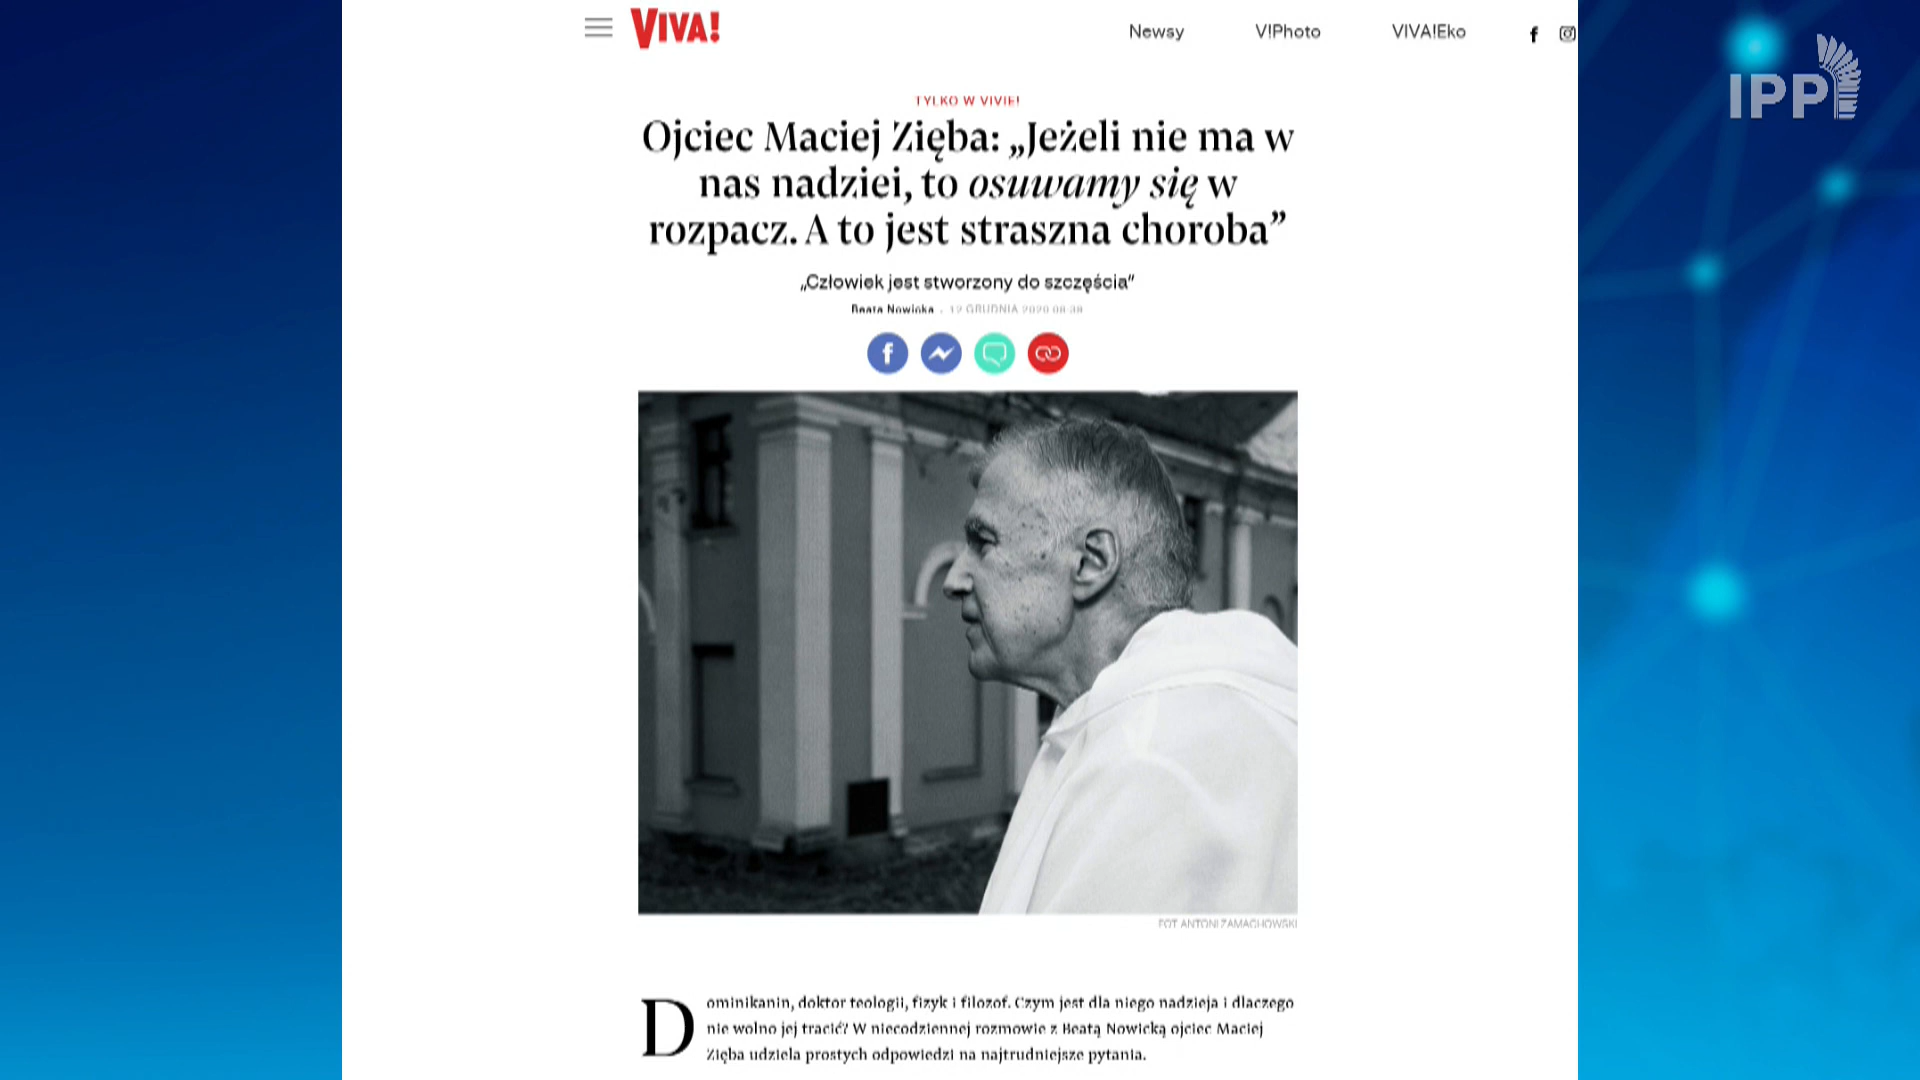 VIVA!
Newsy
V!Photo
VIVA!Eko
IPP
TYLKO W VIVIE!
Ojciec Maciej Zięba: „Jeżeli nie ma w
nas nadziei, to osuwamy się w
rozpacz. A to jest straszna choroba”
„Człowiek jest stworzony do szczęścia”
Beata Nowicka - 12 GRUDNIA 2020 08:38
FOT ANTONI ZAMACHOWSKI
Dominikanin, doktor teologii, fizyk i filozof. Czym jest dla niego nadzieja i dlaczego
nie wolno jej tracić? W niecodziennej rozmowie z Beatą Nowicką ojciec Maciej
Zięba udziela prostych odpowiedzi na najtrudniejsze pytania.